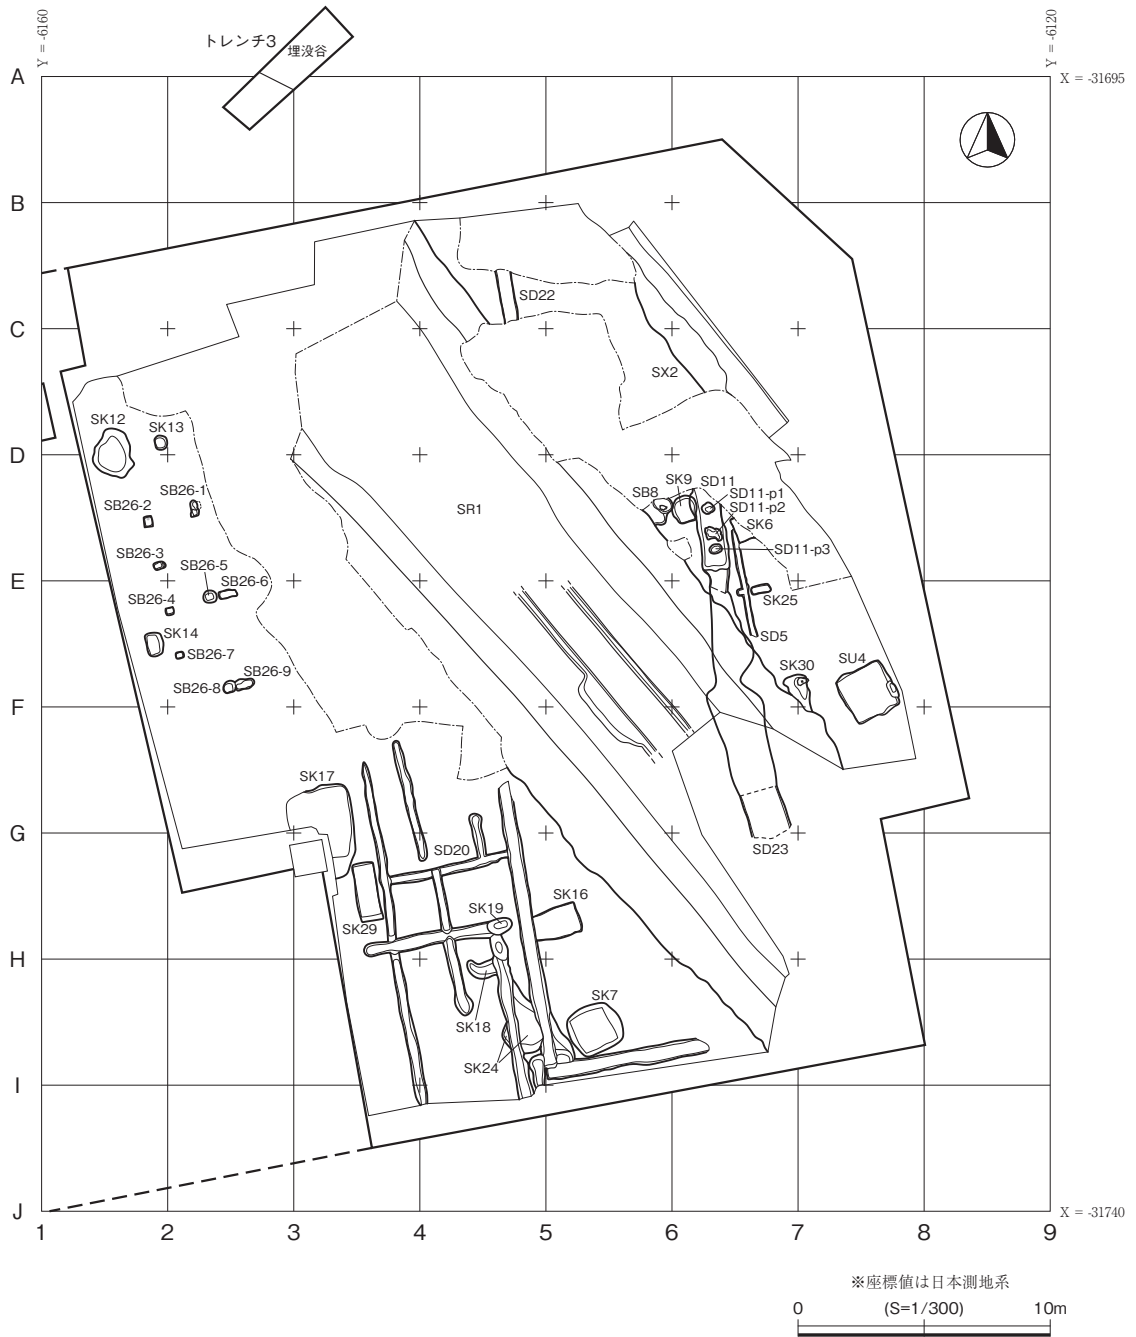 Y = -6160
Y = -6120
トレンチ3
埋没谷
A
X = -31695
B
SD22
C
SX2
SK12
SK13
D
SB26-1
SB26-2
SR1
SB8
SK9
SD11
SD11-p1
SD11-p2
SK6
SD11-p3
SB26-3
SB26-5
SB26-6
E
SB26-4
SK25
SK14
SD5
SB26-7
SK30
SU4
SB26-8
SB26-9
F
SK17
G
SD20
SD23
SK16
SK19
SK29
H
SK7
SK18
SK24
I
J
X = -31740
1 2 3 4 5 6 7 8 9
※座標値は日本測地系
0 (S=1/300) 10m